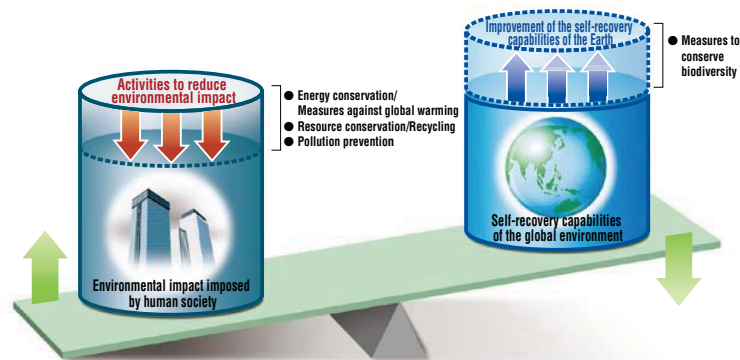 Activities to reduce
environmental impact
● Energy conservation/
Measures against global warming
● Resource conservation/Recycling
● Pollution prevention
Environmental impact imposed
by human society
Improvement of the self-recovery
capabilities of the Earth
● Measures to
conserve
biodiversity
Self-recovery capabilities
of the global environment